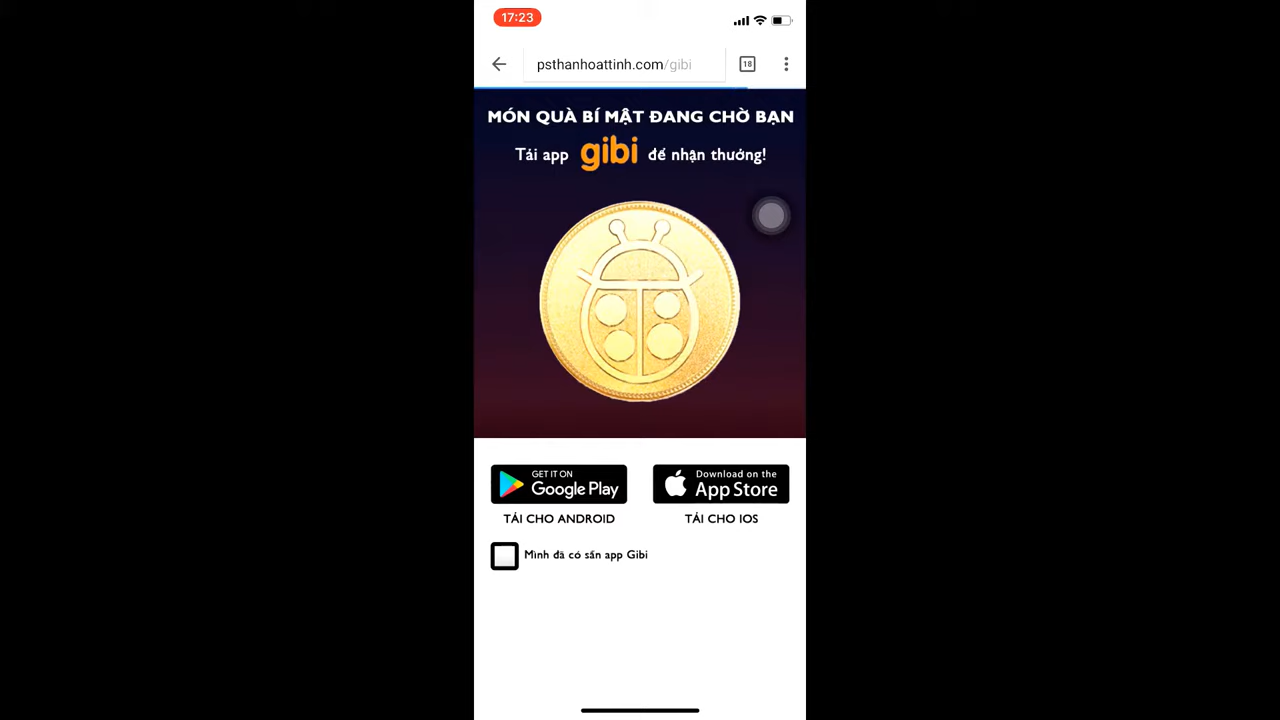 17:23
psthanhoattinh.com/gibi
18
MÓN QUÀ BÍ MẬT ĐANG CHỜ BẠN
Tải app gibi để nhận thưởng!
GET IT ON
Google Play
Download on the
App Store
TẢI CHO ANDROID
TẢI CHO IOS
Mình đã có sẵn app Gibi